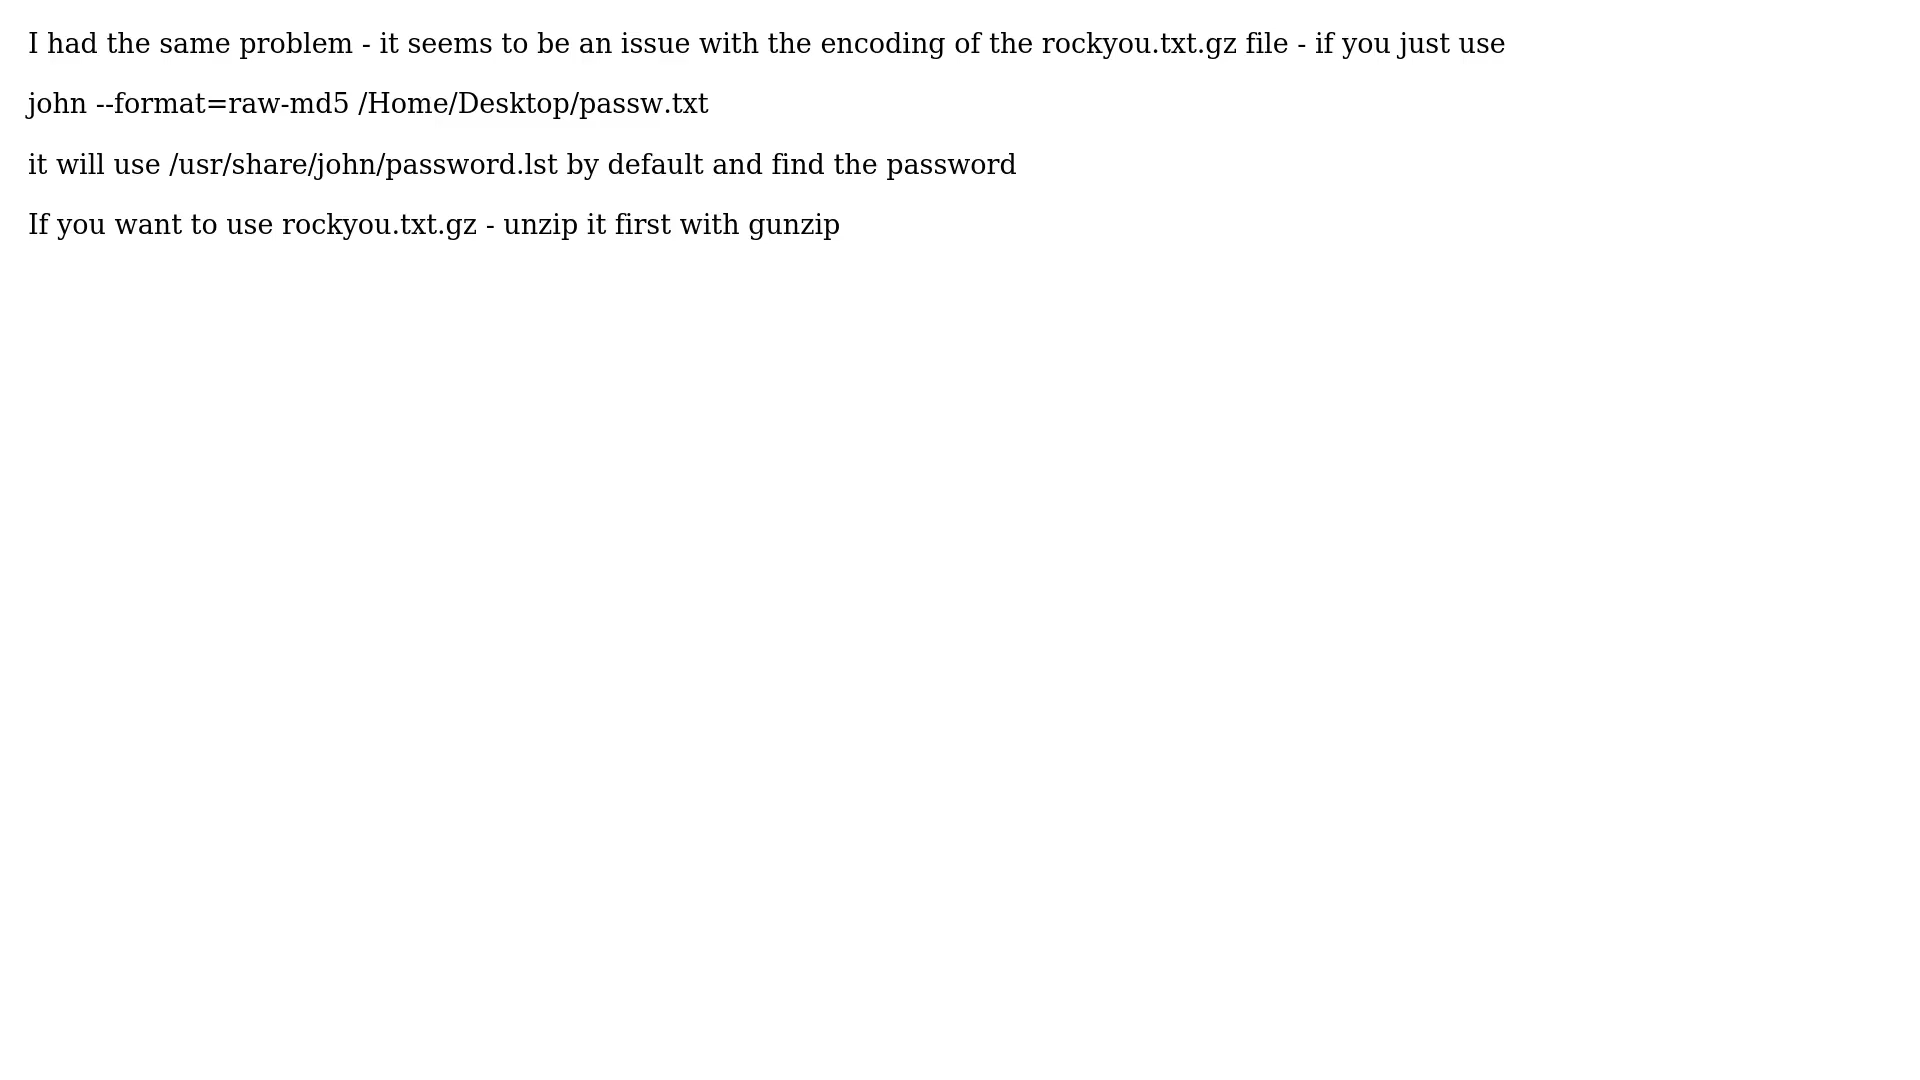 I had the same problem - it seems to be an issue with the encoding of the rockyou.txt.gz file - if you just use
john --format=raw-md5 /Home/Desktop/passw.txt
it will use /usr/share/john/password.lst by default and find the password
If you want to use rockyou.txt.gz - unzip it first with gunzip